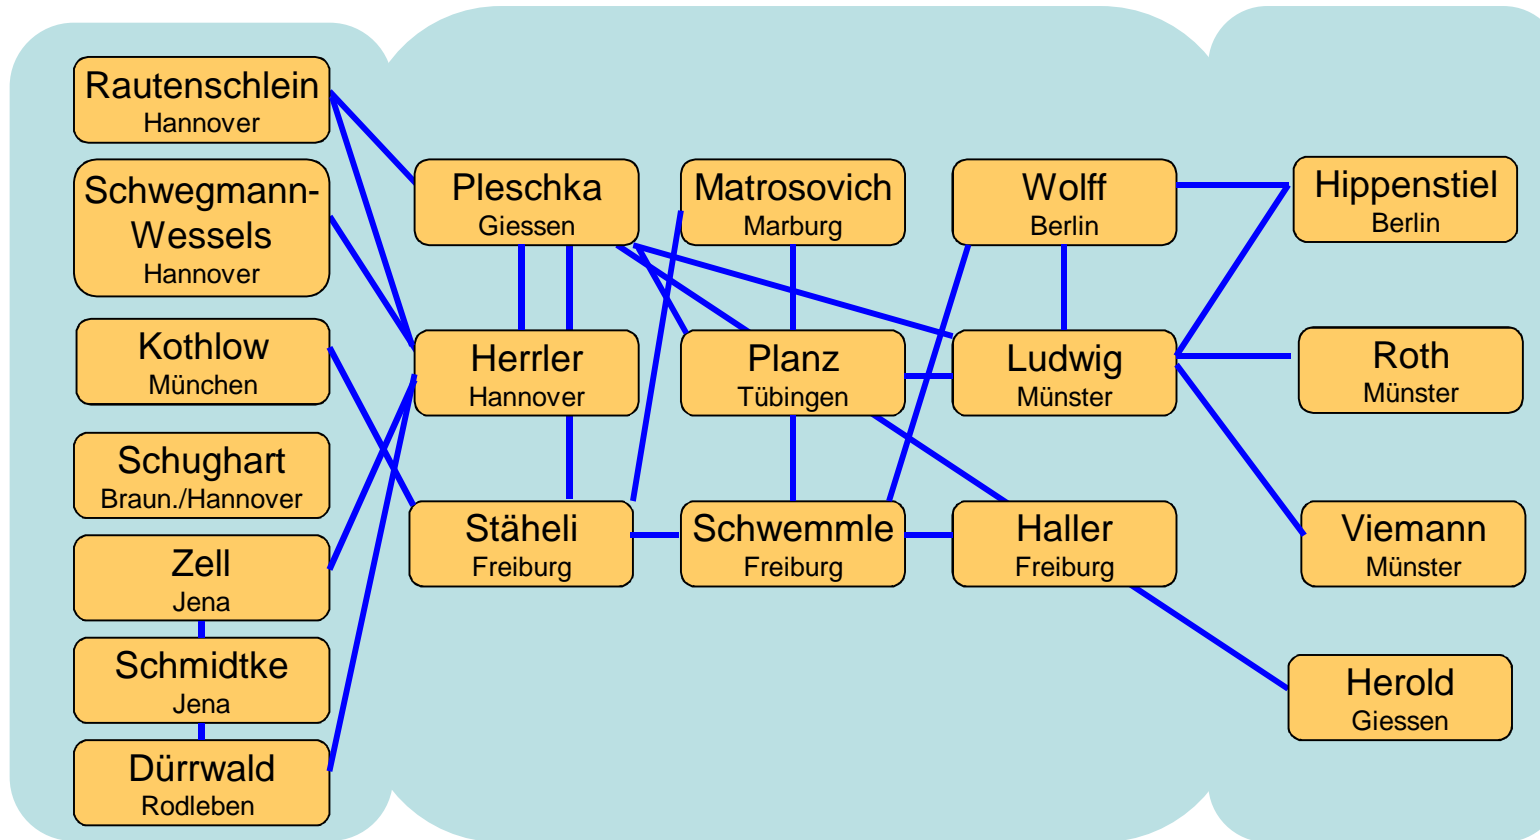 Rautenschlein
Hannover
Schwegmann-
Wessels
Hannover
Kothlow
München
Schughart
Braun./Hannover
Zell
Jena
Schmidtke
Jena
Dürrwald
Rodleben
Pleschka
Giessen
Herrler
Hannover
Stäheli
Freiburg
Matrosovich
Marburg
Planz
Tübingen
Schwemmle
Freiburg
Wolff
Berlin
Ludwig
Münster
Haller
Freiburg
Hippenstiel
Berlin
Roth
Münster
Viemann
Münster
Herold
Giessen